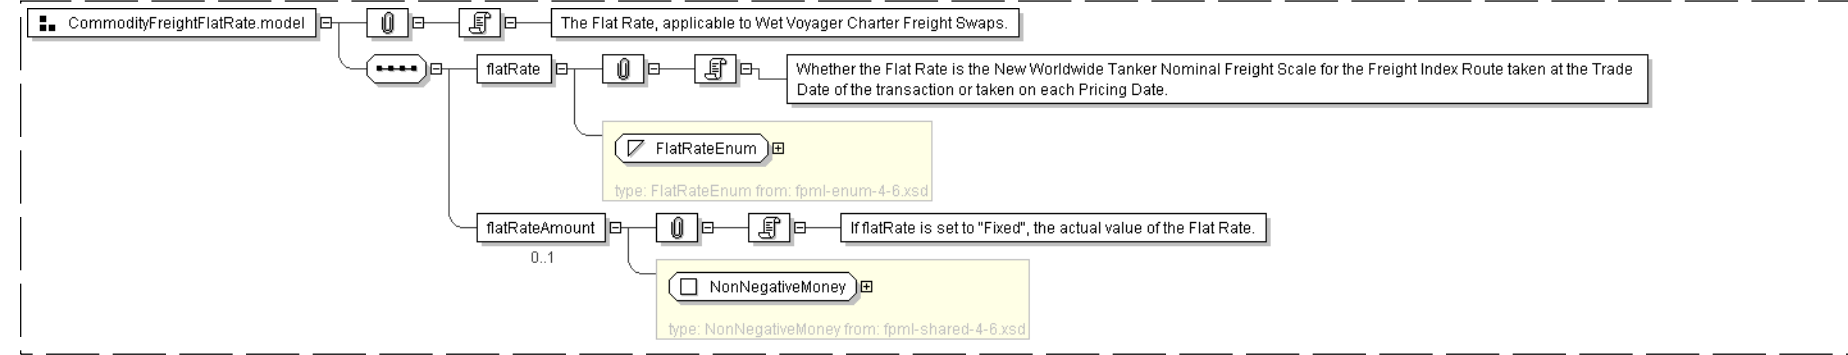 CommodityFreightFlatRate.model
The Flat Rate, applicable to Wet Voyager Charter Freight Swaps.
flatRate
Whether the Flat Rate is the New Worldwide Tanker Nominal Freight Scale for the Freight Index Route taken at the Trade
Date of the transaction or taken on each Pricing Date.
FlatRateEnum
type: FlatRateEnum from: fpml-enum-4-6.xsd
flatRateAmount
If flatRate is set to "Fixed", the actual value of the Flat Rate.
0..1
NonNegativeMoney
type: NonNegativeMoney from: fpml-shared-4-6.xsd